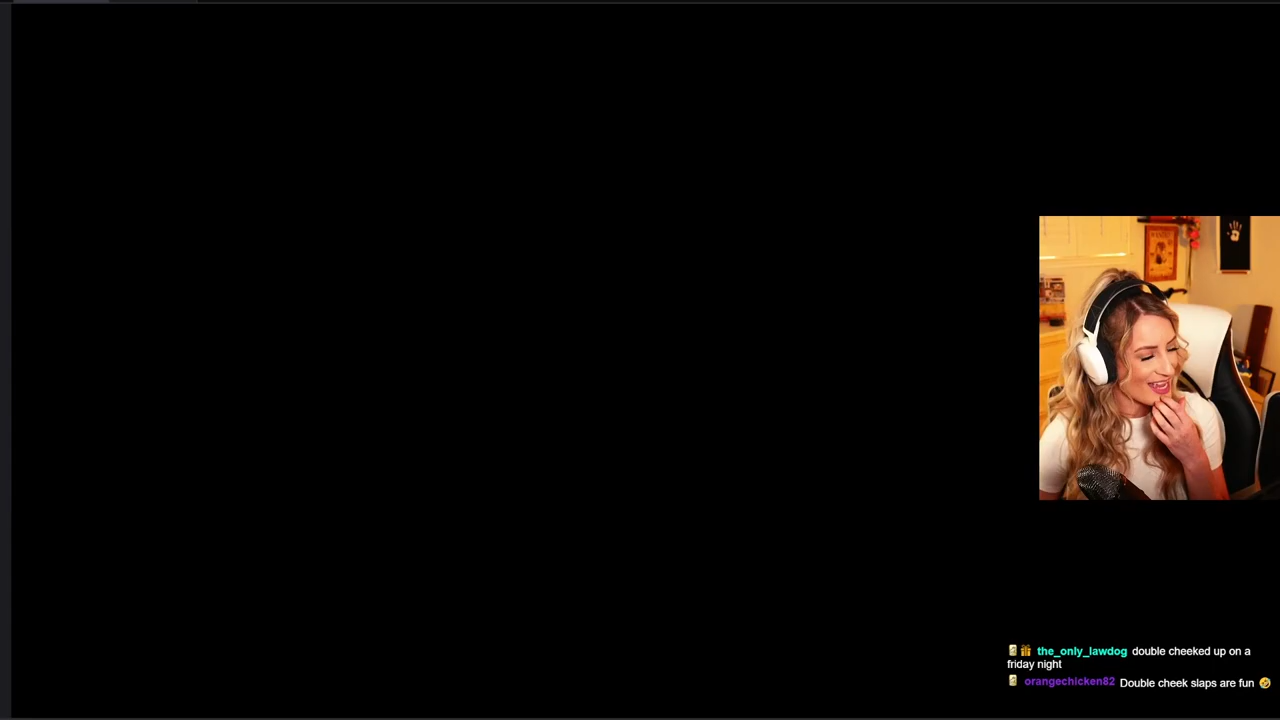 the_only_lawdog double cheeked up on a
friday night
orangechicken82 Double cheek slaps are fun 🤣